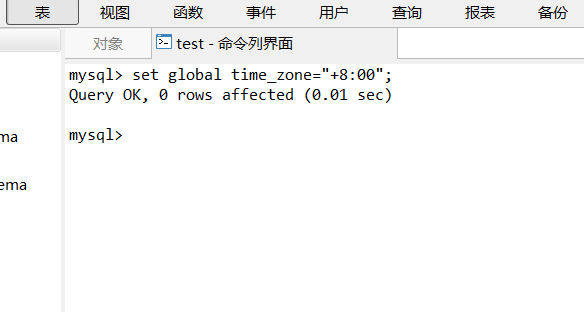 表 视图 函数 事件 用户 查询 报表 备份
对象 test - 命令列界面
mysql> set global time_zone="+8:00";
Query OK, 0 rows affected (0.01 sec)
mysql>
ma
ema